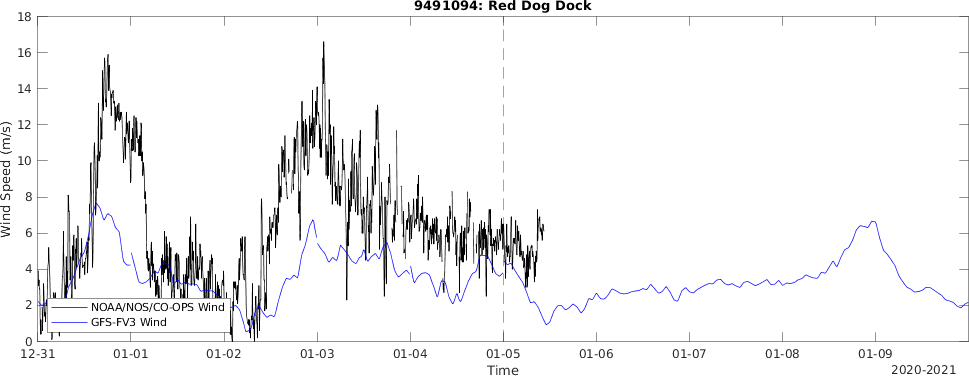 9491094: Red Dog Dock
18
16
14
12
10
8
6
4
2
0
Wind Speed (m/s)
NOAA/NOS/CO-OPS Wind
GFS-FV3 Wind
12-31 01-01 01-02 01-03 01-04 01-05 01-06 01-07 01-08 01-09
Time
2020-2021